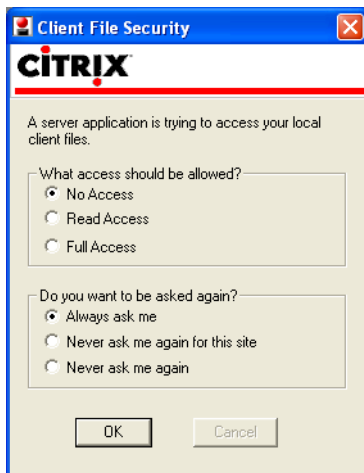 Client File Security
CİTRIX
A server application is trying to access your local
client files.
What access should be allowed?
No Access
Read Access
Full Access
Do you want to be asked again?
Always ask me
Never ask me again for this site
Never ask me again
OK
Cancel